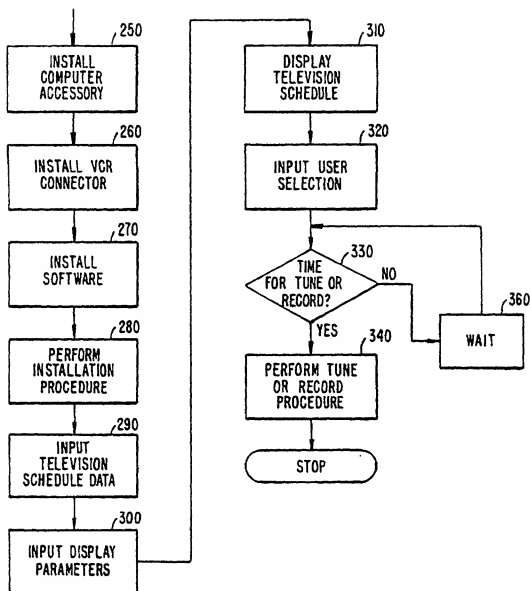 250
INSTALL
COMPUTER
ACCESSORY
260
INSTALL VCR
CONNECTOR
270
INSTALL
SOFTWARE
280
PERFORM
INSTALLATION
PROCEDURE
290
INPUT
TELEVISION
SCHEDULE DATA
300
INPUT DISPLAY
PARAMETERS
310
DISPLAY
TELEVISION
SCHEDULE
320
INPUT USER
SELECTION
330
TIME
FOR TUNE OR
RECORD?
NO
YES
360
WAIT
340
PERFORM TUNE
OR RECORD
PROCEDURE
STOP